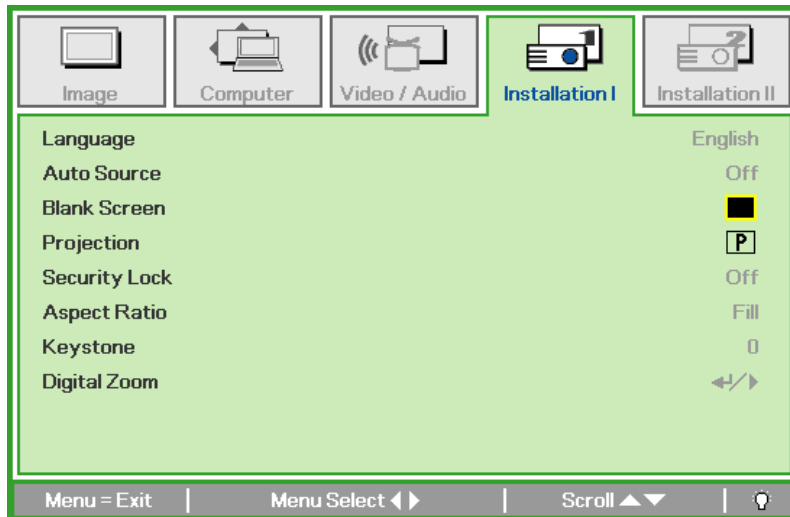 Image Computer Video / Audio Installation I Installation II
Language English
Auto Source Off
Blank Screen
Projection P
Security Lock Off
Aspect Ratio Fill
Keystone 0
Digital Zoom
Menu = Exit Menu Select Scroll